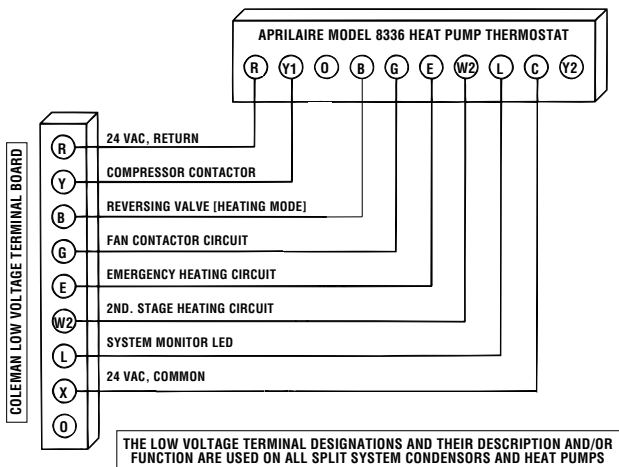 APRILAIRE MODEL 8336 HEAT PUMP THERMOSTAT
R Y1 O B G E W2 L C Y2
COLEMAN LOW VOLTAGE TERMINAL BOARD
R 24 VAC, RETURN
Y COMPRESSOR CONTACTOR
B REVERSING VALVE [HEATING MODE]
G FAN CONTACTOR CIRCUIT
E EMERGENCY HEATING CIRCUIT
W2 2ND. STAGE HEATING CIRCUIT
L SYSTEM MONITOR LED
X 24 VAC, COMMON
O
THE LOW VOLTAGE TERMINAL DESIGNATIONS AND THEIR DESCRIPTION AND/OR
FUNCTION ARE USED ON ALL SPLIT SYSTEM CONDENSORS AND HEAT PUMPS